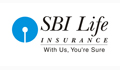 SBI Life
INSURANCE
With Us, You're Sure